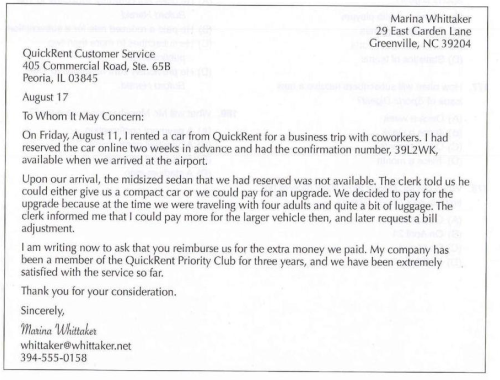 Marina Whittaker
29 East Garden Lane
Greenville, NC 39204
QuickRent Customer Service
405 Commercial Road, Ste. 65B
Peoria, IL 03845
August 17
To Whom It May Concern:
On Friday, August 11, I rented a car from QuickRent for a business trip with coworkers. I had
reserved the car online two weeks in advance and had the confirmation number, 39L2WK,
available when we arrived at the airport.
Upon our arrival, the midsized sedan that we had reserved was not available. The clerk told us he
could either give us a compact car or we could pay for an upgrade. We decided to pay for the
upgrade because at the time we were traveling with four adults and quite a bit of luggage. The
clerk informed me that I could pay more for the larger vehicle then, and later request a bill
adjustment.
I am writing now to ask that you reimburse us for the extra money we paid. My company has
been a member of the QuickRent Priority Club for three years, and we have been extremely
satisfied with the service so far.
Thank you for your consideration.
Sincerely,
Marina Whittaker
whittaker@whittaker.net
394-555-0158